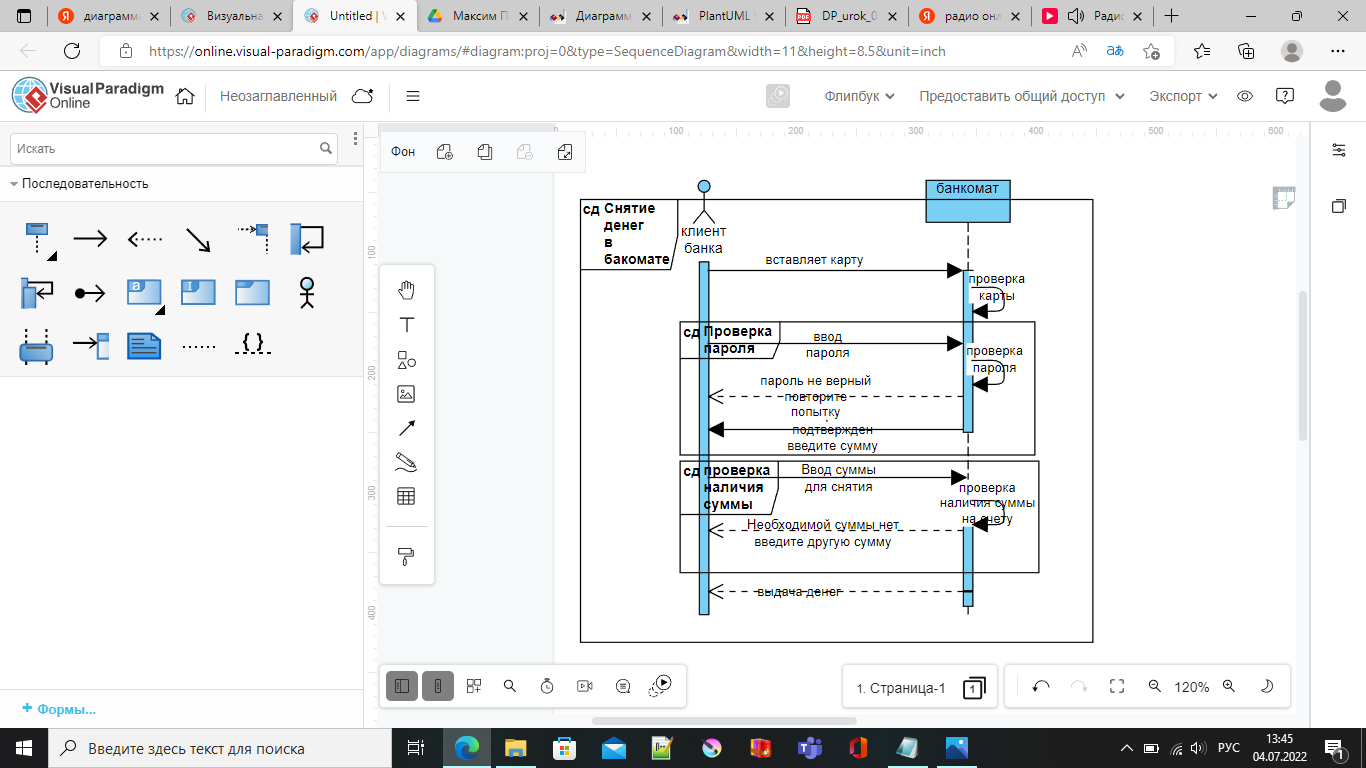 диаграмма
Визуальна
Untitled | V
Максим П
Диаграмм
PlantUML
DP_urok_0
радио онл
Радис
https://online.visual-paradigm.com/app/diagrams/#diagram:proj=0&type=SequenceDiagram&width=11&height=8.5&unit=inch
VisualParadigm
Online
Неозаглавленный
Флипбук
Предоставить общий доступ
Экспорт
Искать
Последовательность
Фон
0
100
200
300
400
500
600
100
200
300
400
сд Снятие
денег
в
бакомате
клиент
банка
банкомат
вставляет карту
проверка
карты
сд Проверка
пароля
ввод
пароля
проверка
пароля
пароль не верный
повторите
попытку
подтвержден
введите сумму
сд проверка
наличия
суммы
Ввод суммы
для снятия
проверка
наличия суммы
на счету
Необходимой суммы нет
введите другую сумму
выдача денег
Формы...
1. Страница-1
1
120%
Введите здесь текст для поиска
РУС
13:45
04.07.2022
1